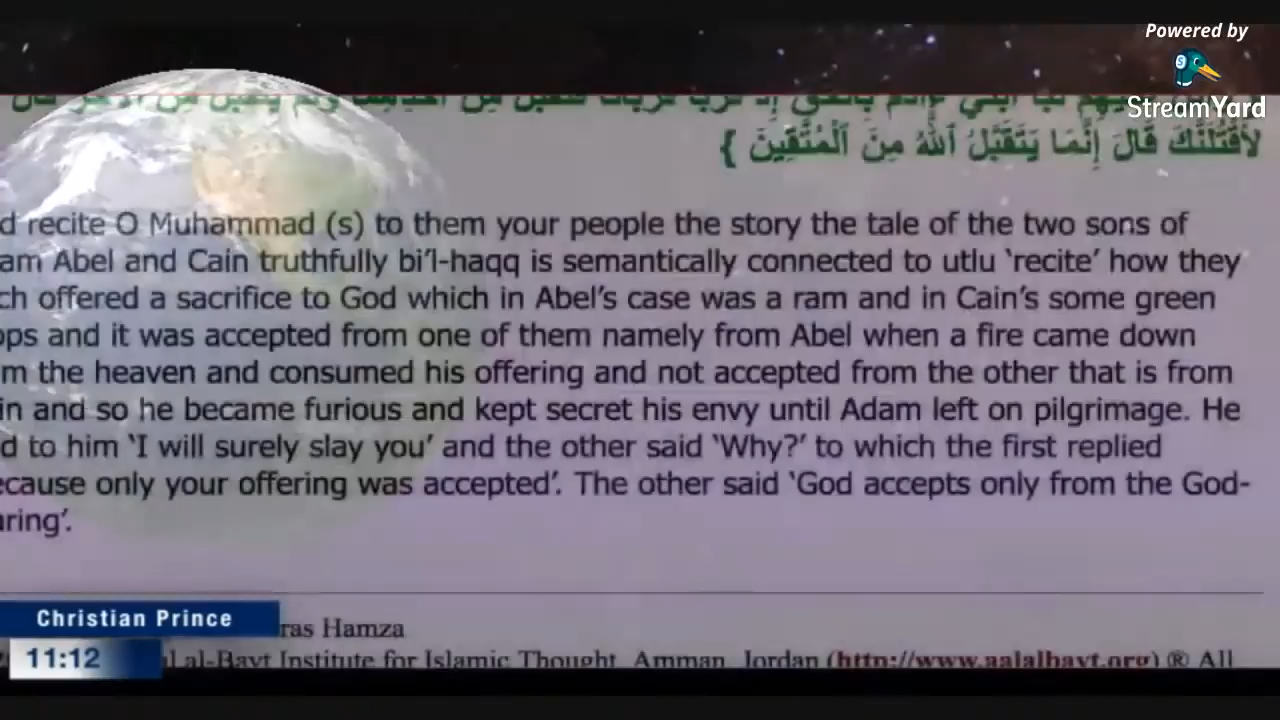 Powered by
StreamYard
لَأَقْتُلَنَّكَ قَالَ إِنَّمَا يَتَقَبَّلُ ٱللَّهُ مِنَ ٱلْمُتَّقِينَ }
d recite O Muhammad (s) to them your people the story the tale of the two sons of
am Abel and Cain truthfully bi’l-haqq is semantically connected to utlu ‘recite’ how they
ch offered a sacrifice to God which in Abel’s case was a ram and in Cain’s some green
ops and it was accepted from one of them namely from Abel when a fire came down
m the heaven and consumed his offering and not accepted from the other that is from
in and so he became furious and kept secret his envy until Adam left on pilgrimage. He
d to him ‘I will surely slay you’ and the other said ‘Why?’ to which the first replied
ecause only your offering was accepted’. The other said ‘God accepts only from the God-
aring’.
Christian Prince
ras Hamza
11:12
al-Bayt Institute for Islamic Thought, Amman, Jordan (http://www.aalalbayt.org) ® All